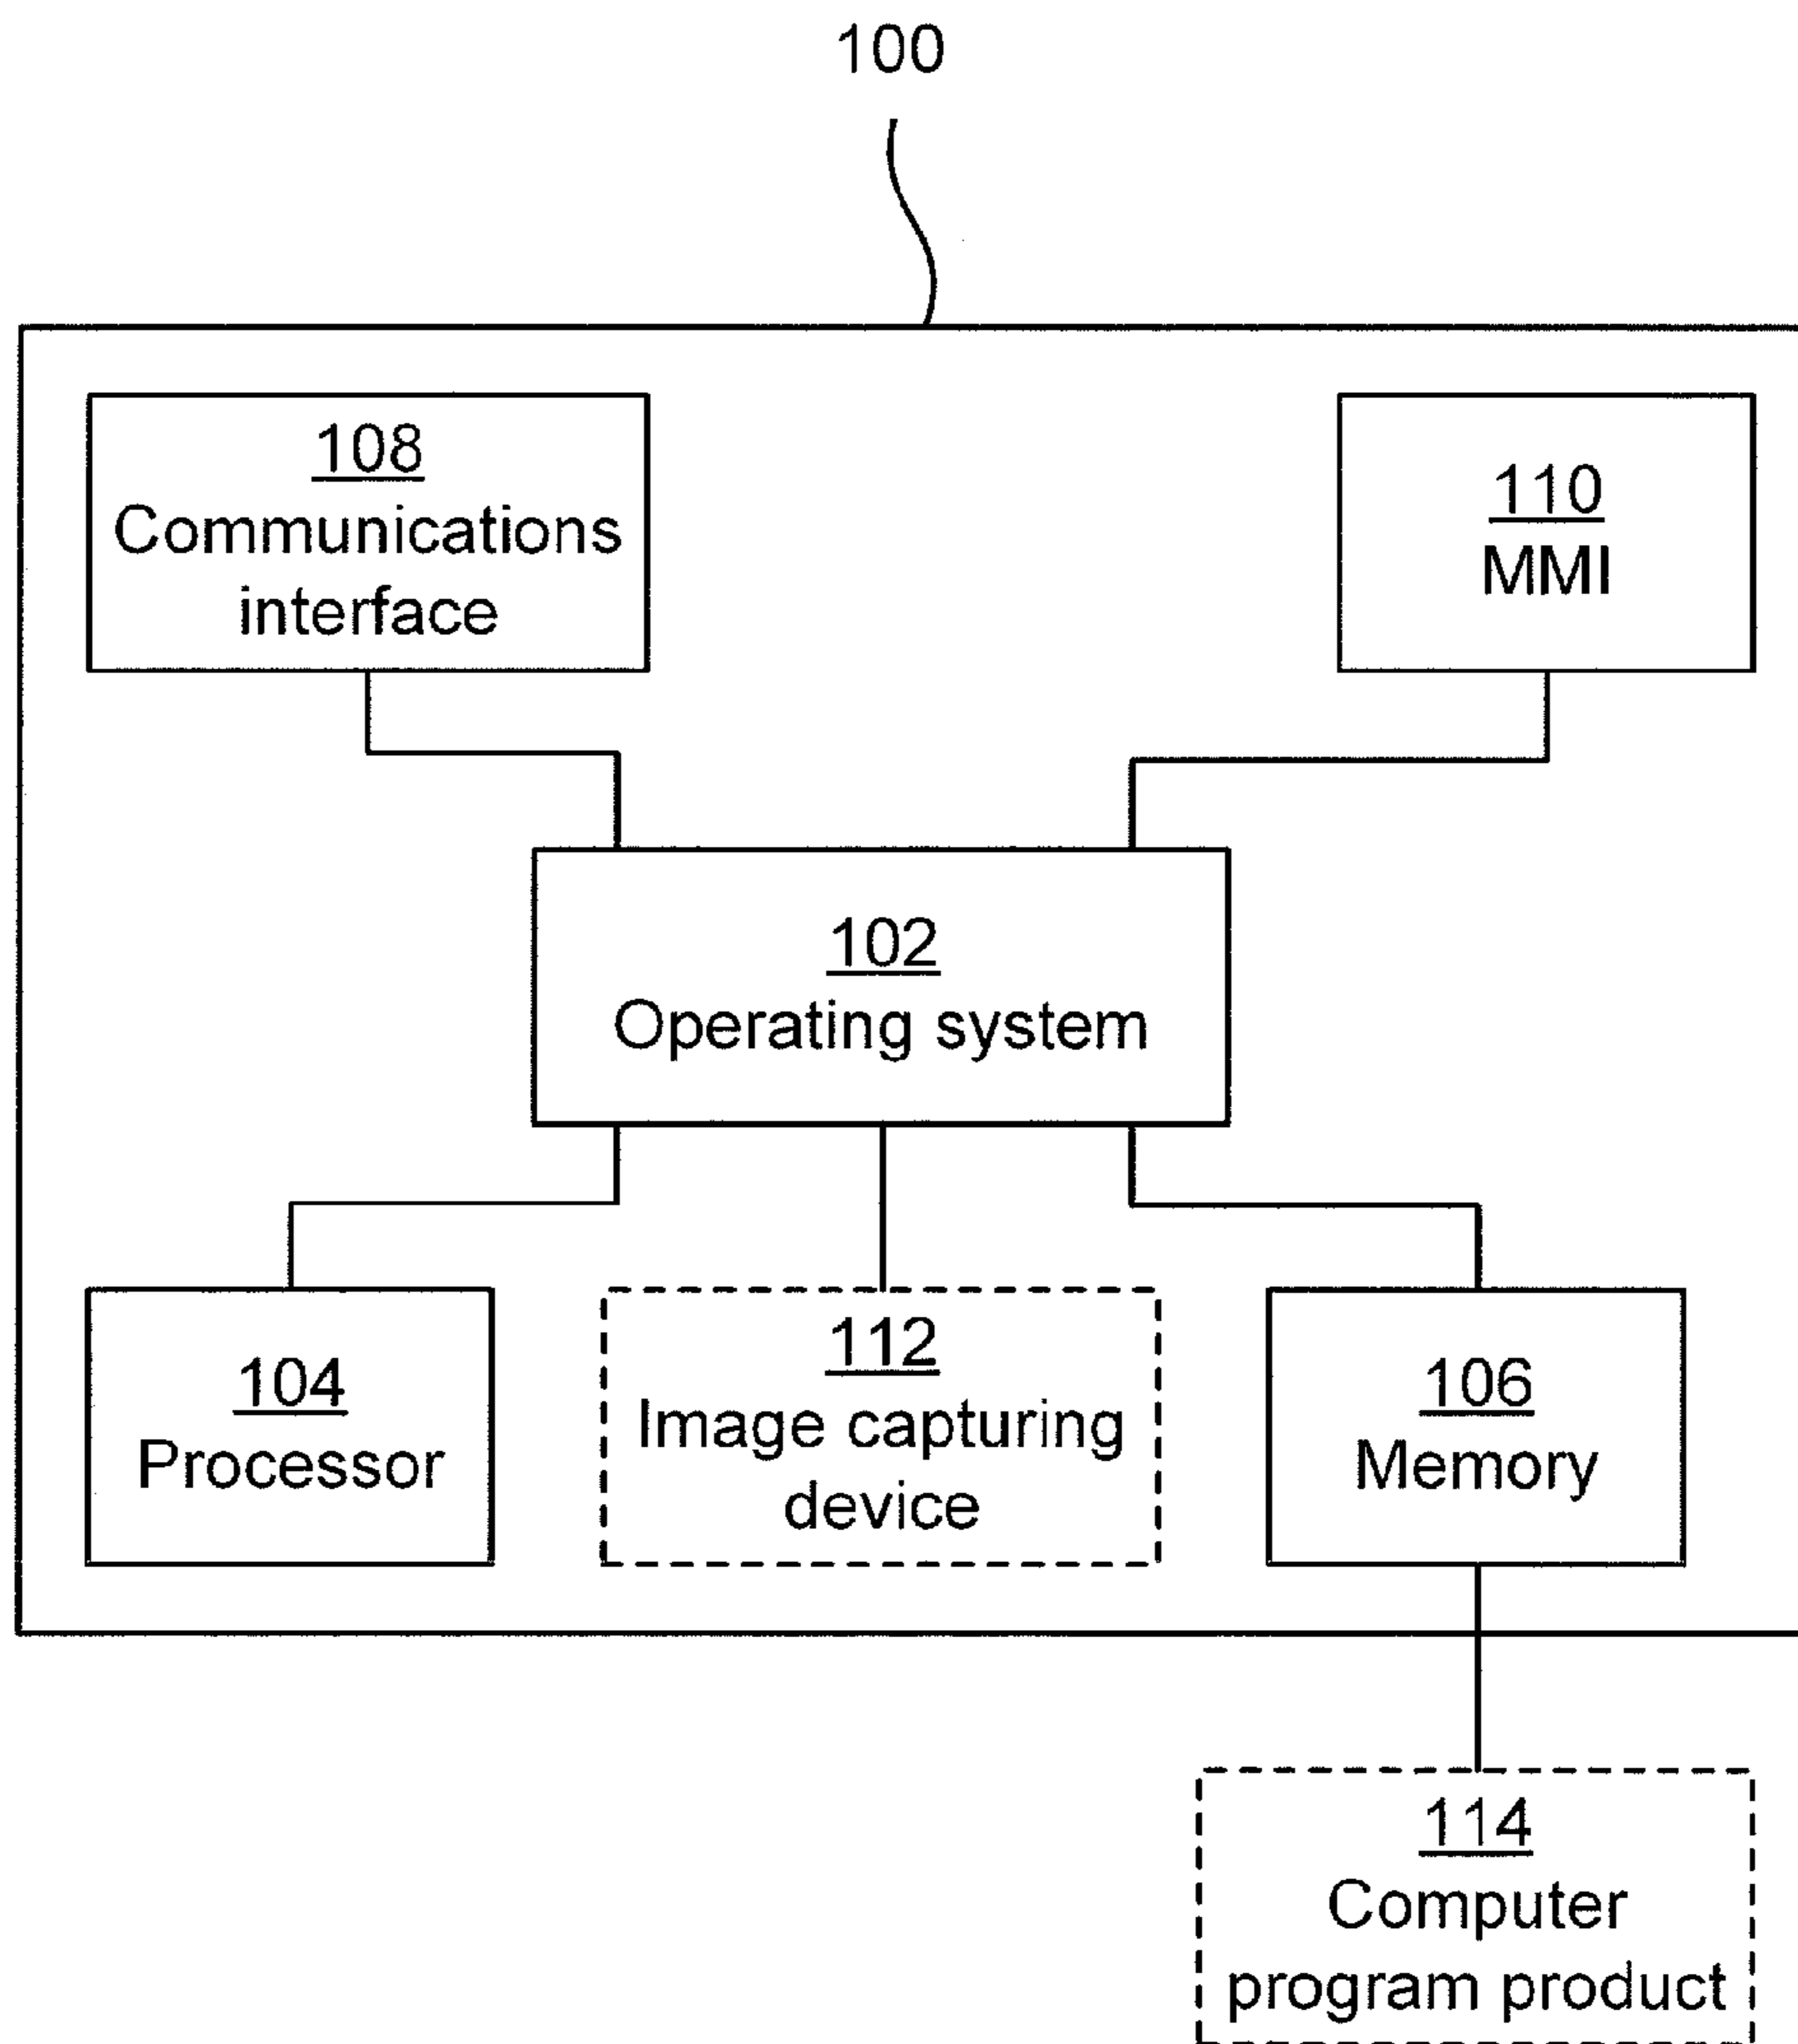 100
108
Communications
interface
110
MMI
102
Operating system
104
Processor
112
Image capturing
device
106
Memory
114
Computer
program product